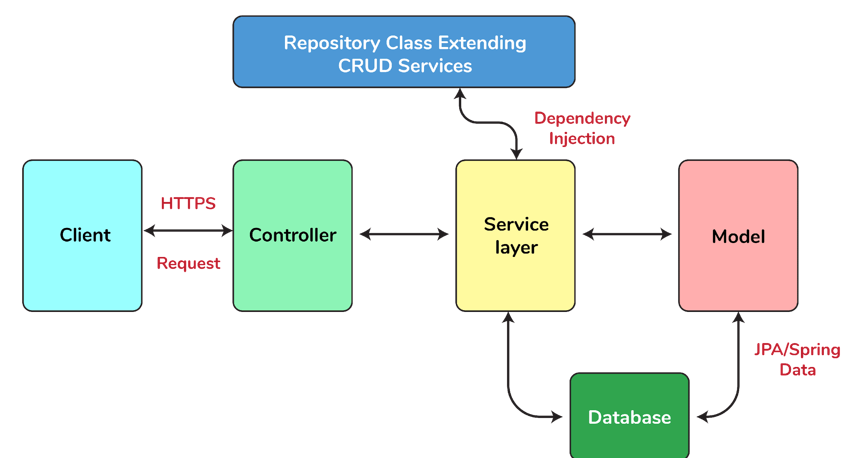 Repository Class Extending
CRUD Services
Dependency
Injection
HTTPS
Client
Controller
Service
layer
Model
Request
JPA/Spring
Data
Database